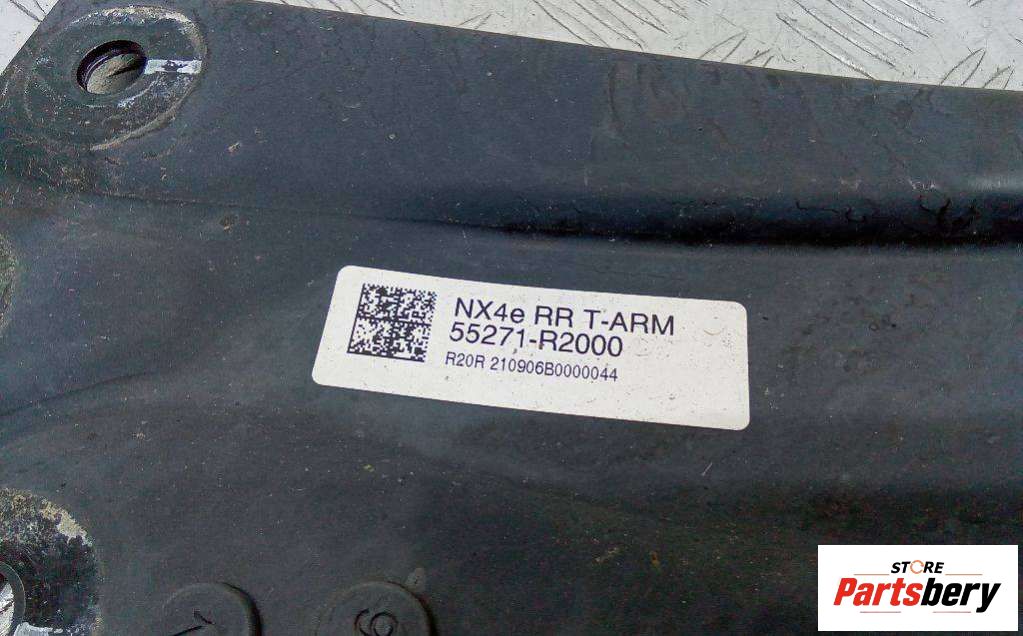 NX4e RR T-ARM
55271-R2000
R20R 210906B0000044
STORE
Partsbery